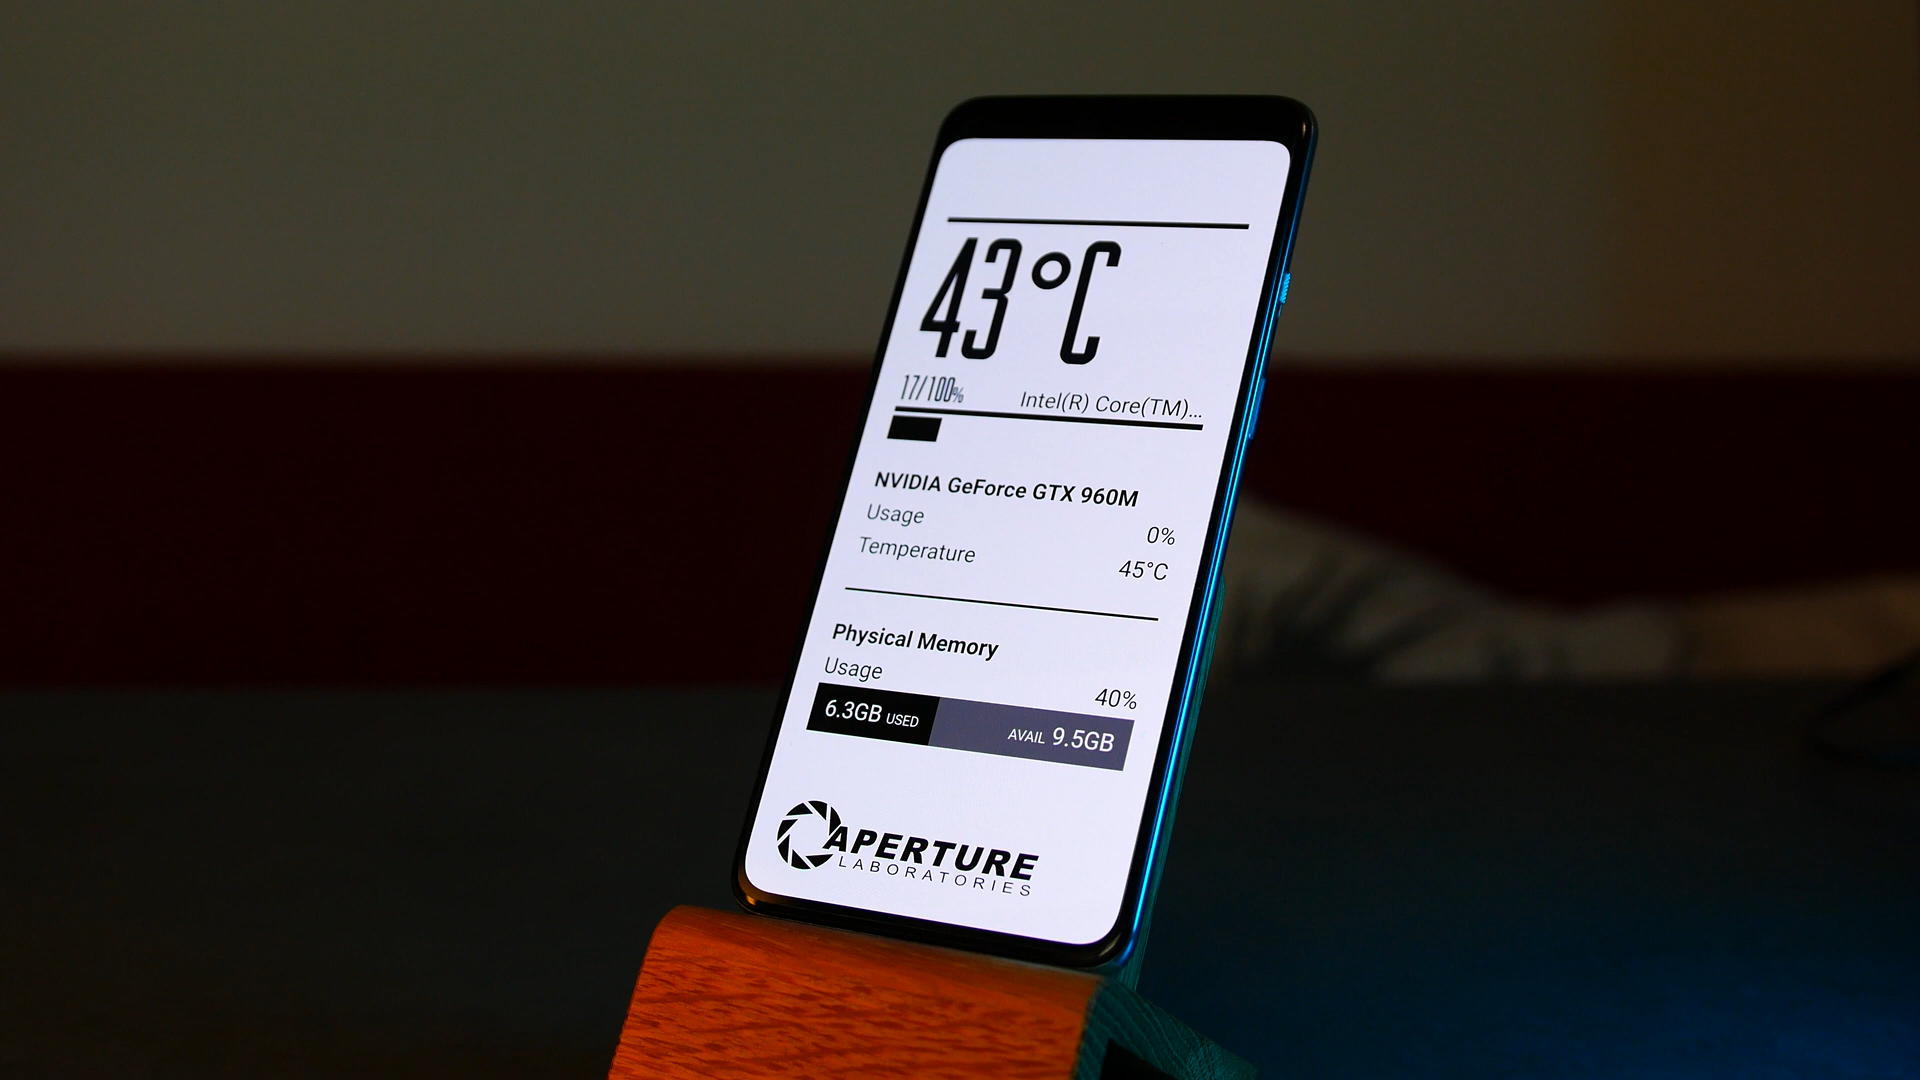 43°C
17/100% Intel(R) Core(TM)...
NVIDIA GeForce GTX 960M
Usage 0%
Temperature 45°C
Physical Memory
Usage 40%
6.3GB USED AVAIL 9.5GB
APERTURE
LABORATORIES